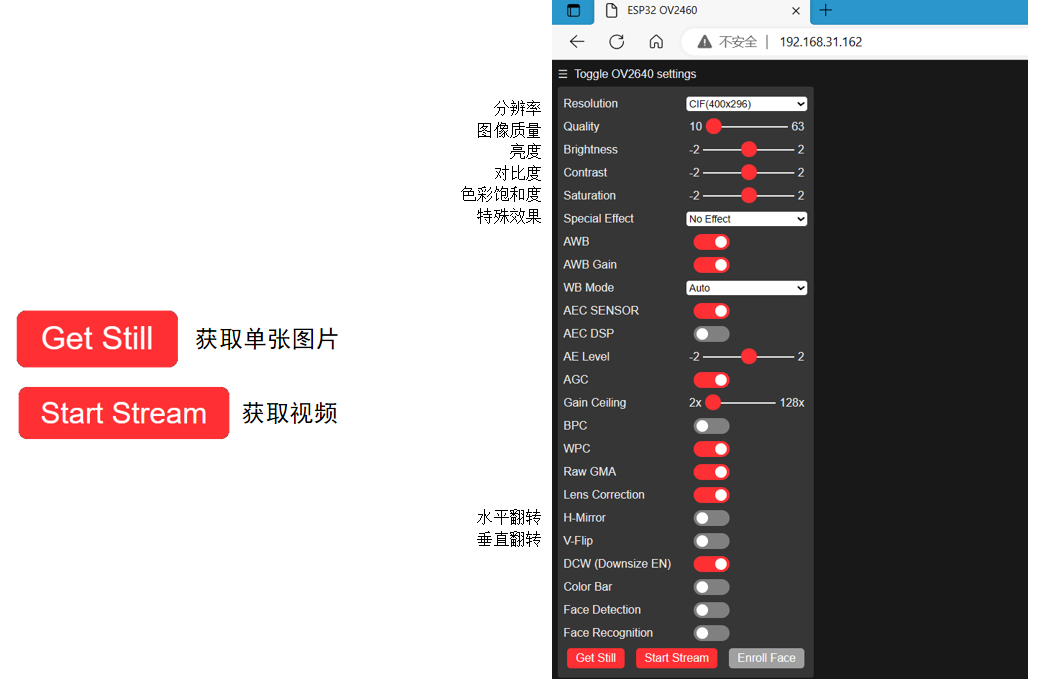 ESP32 OV2460
不安全 | 192.168.31.162
Toggle OV2640 settings
分辨率 Resolution CIF(400x296)
图像质量 Quality 10 63
亮度 Brightness -2 2
对比度 Contrast -2 2
色彩饱和度 Saturation -2 2
特殊效果 Special Effect No Effect
AWB
AWB Gain
WB Mode Auto
AEC SENSOR
Get Still 获取单张图片
AEC DSP
AE Level -2 2
AGC
Start Stream 获取视频
Gain Ceiling 2x 128x
BPC
WPC
Raw GMA
Lens Correction
水平翻转 H-Mirror
垂直翻转 V-Flip
DCW (Downsize EN)
Color Bar
Face Detection
Face Recognition
Get Still Start Stream Enroll Face